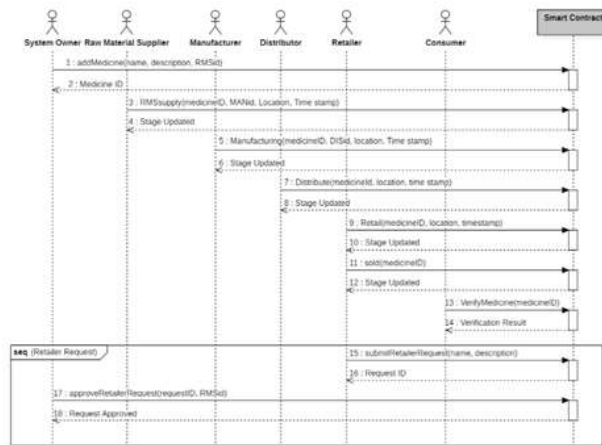 System Owner Raw Material Supplier Manufacturer Distributor Retailer Consumer Smart Contract
1 : addMedicine(name, description, RMSid)
2 : Medicine ID
3 : RMSsupply(medicineID, MANid, Location, Time stamp)
4 : Stage Updated
5 : Manufacturing(medicineID, DISid, location, Time stamp)
6 : Stage Updated
7 : Distribute(medicineId, location, time stamp)
8 : Stage Updated
9 : Retail(medicineID, location, timestamp)
10 : Stage Updated
11 : sold(medicineID)
12 : Stage Updated
13 : VerifyMedicine(medicineID)
14 : Verification Result
seq (Retailer Request)
15 : submitRetailerRequest(name, description)
16 : Request ID
17 : approveRetailerRequest(requestID, RMSid)
18 : Request Approved